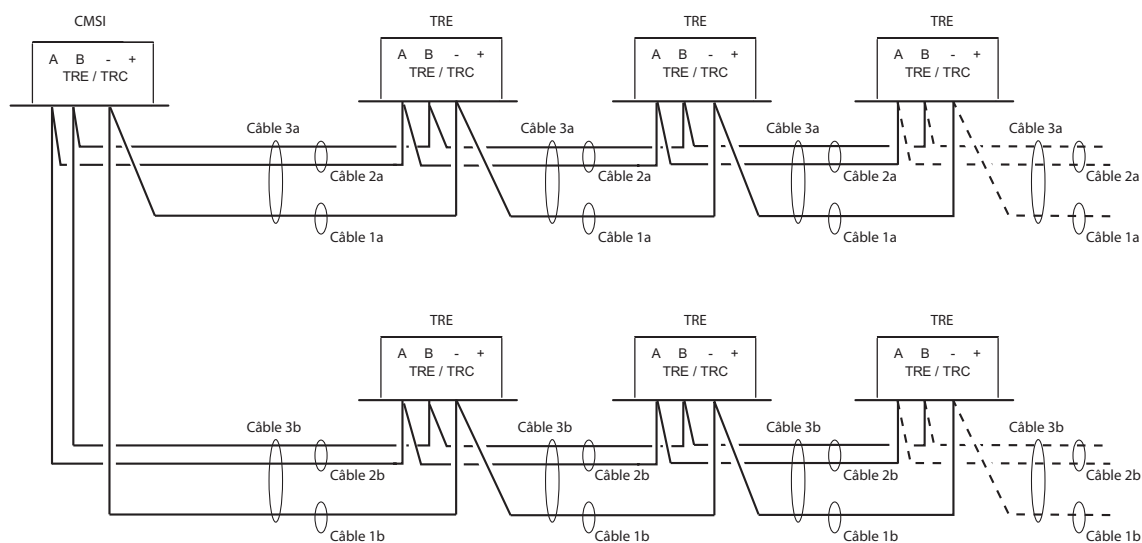 CMSI TRE TRE TRE
A B - + A B - + A B - + A B - +
TRE / TRC TRE / TRC TRE / TRC TRE / TRC
Câble 3a Câble 3a Câble 3a Câble 3a
Câble 2a Câble 2a Câble 2a Câble 2a
Câble 1a Câble 1a Câble 1a Câble 1a
TRE TRE TRE
A B - + A B - + A B - +
TRE / TRC TRE / TRC TRE / TRC
Câble 3b Câble 3b Câble 3b Câble 3b
Câble 2b Câble 2b Câble 2b Câble 2b
Câble 1b Câble 1b Câble 1b Câble 1b